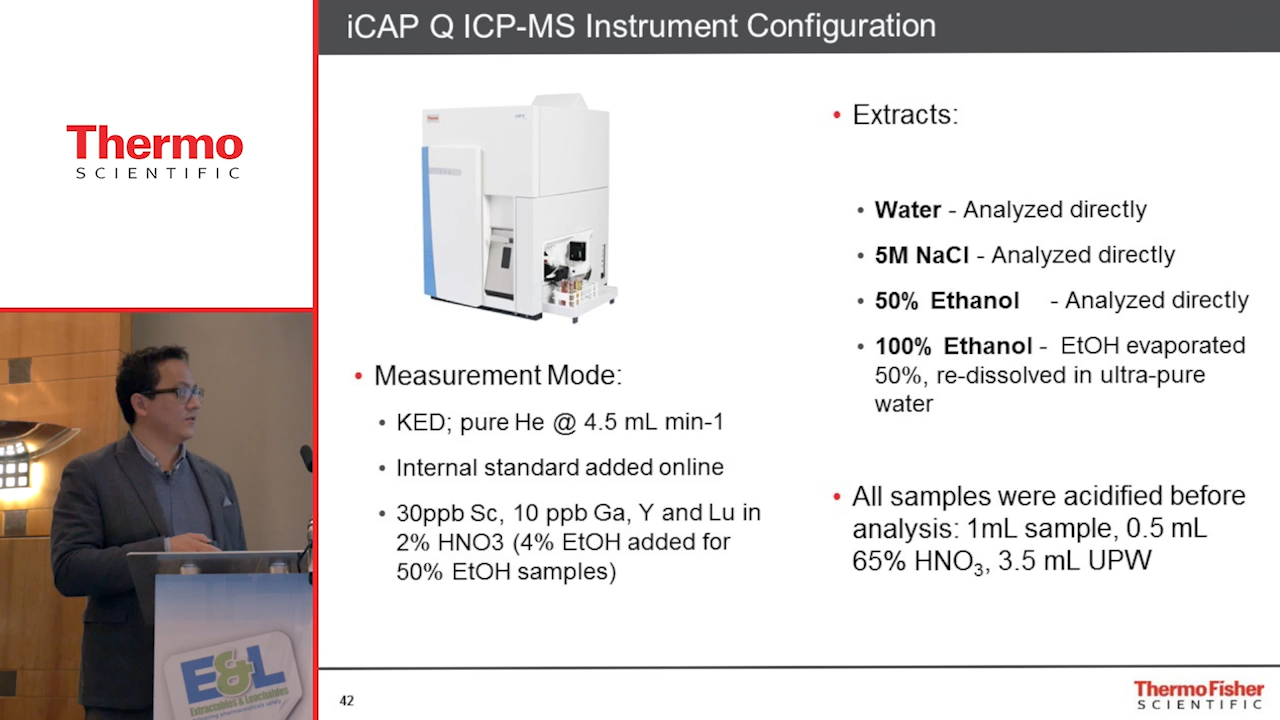 iCAP Q ICP-MS Instrument Configuration
Thermo
SCIENTIFIC
• Measurement Mode:
• KED; pure He @ 4.5 mL min-1
• Internal standard added online
• 30ppb Sc, 10 ppb Ga, Y and Lu in
2% HNO3 (4% EtOH added for
50% EtOH samples)
• Extracts:
• Water - Analyzed directly
• 5M NaCl - Analyzed directly
• 50% Ethanol - Analyzed directly
• 100% Ethanol - EtOH evaporated
50%, re-dissolved in ultra-pure
water
• All samples were acidified before
analysis: 1mL sample, 0.5 mL
65% HNO₃, 3.5 mL UPW
E&L
Extractables & Leachables
42
ThermoFisher
SCIENTIFIC